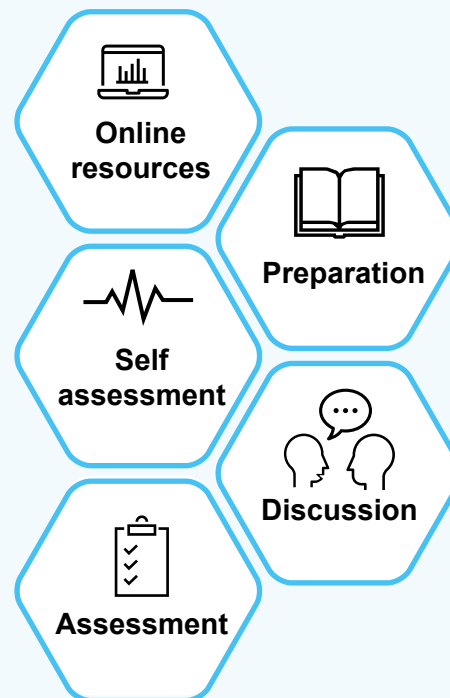 Online
resources
Preparation
Self
assessment
Discussion
Assessment